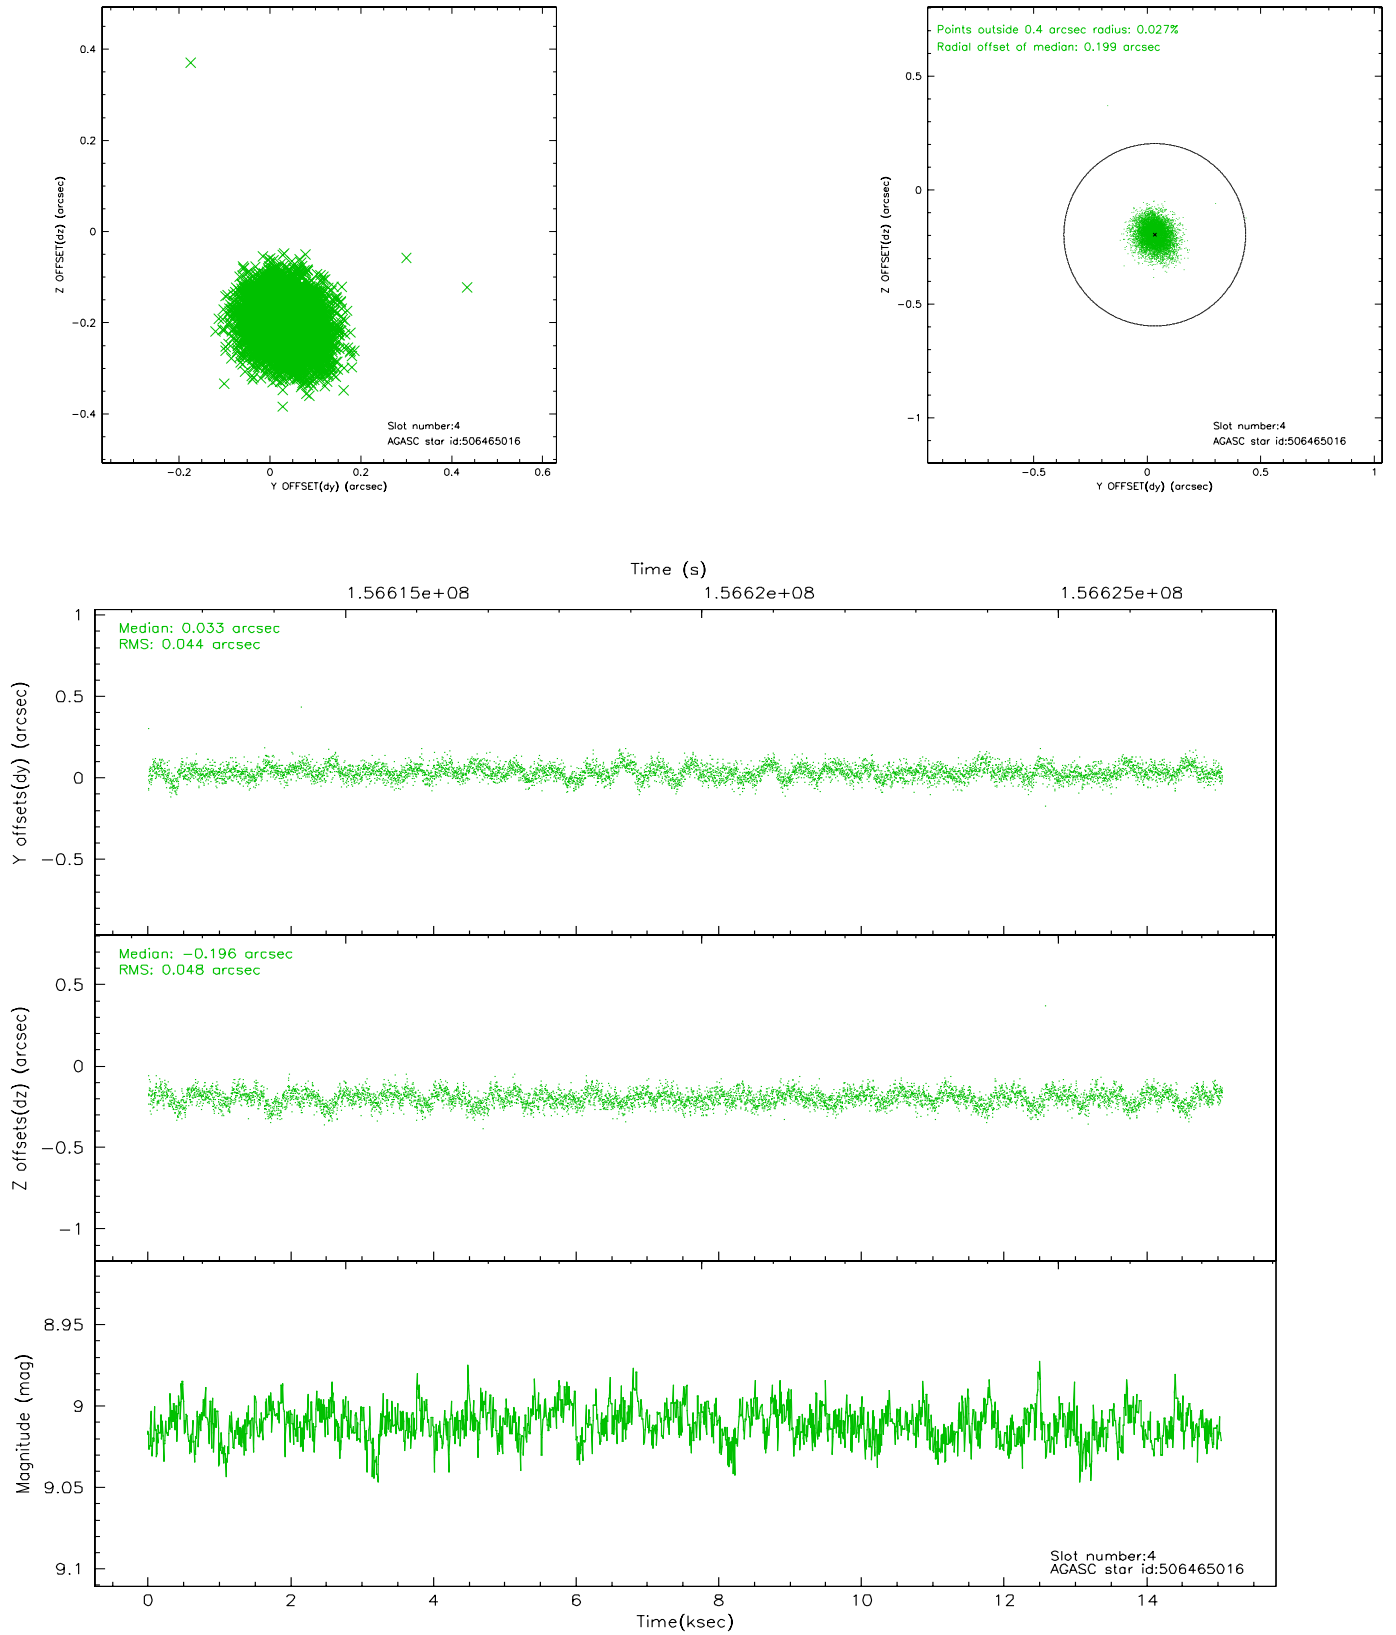 0.4
0.2
0
−0.2
−0.4
Z OFFSET(dz) (arcsec)
Slot number:4
AGASC star id:506465016
−0.2 0 0.2 0.4 0.6
Y OFFSET(dy) (arcsec)
Points outside 0.4 arcsec radius: 0.027%
Radial offset of median: 0.199 arcsec
0.5
0
−0.5
−1
Z OFFSET(dz) (arcsec)
Slot number:4
AGASC star id:506465016
−0.5 0 0.5 1
Y OFFSET(dy) (arcsec)
Time (s)
1.56615e+08 1.5662e+08 1.56625e+08
Median: 0.033 arcsec
RMS: 0.044 arcsec
1
0.5
0
−0.5
Y offsets(dy) (arcsec)
Median: −0.196 arcsec
RMS: 0.048 arcsec
0.5
0
−0.5
−1
Z offsets(dz) (arcsec)
8.95
9
9.05
9.1
Magnitude (mag)
Slot number:4
AGASC star id:506465016
0 2 4 6 8 10 12 14
Time(ksec)